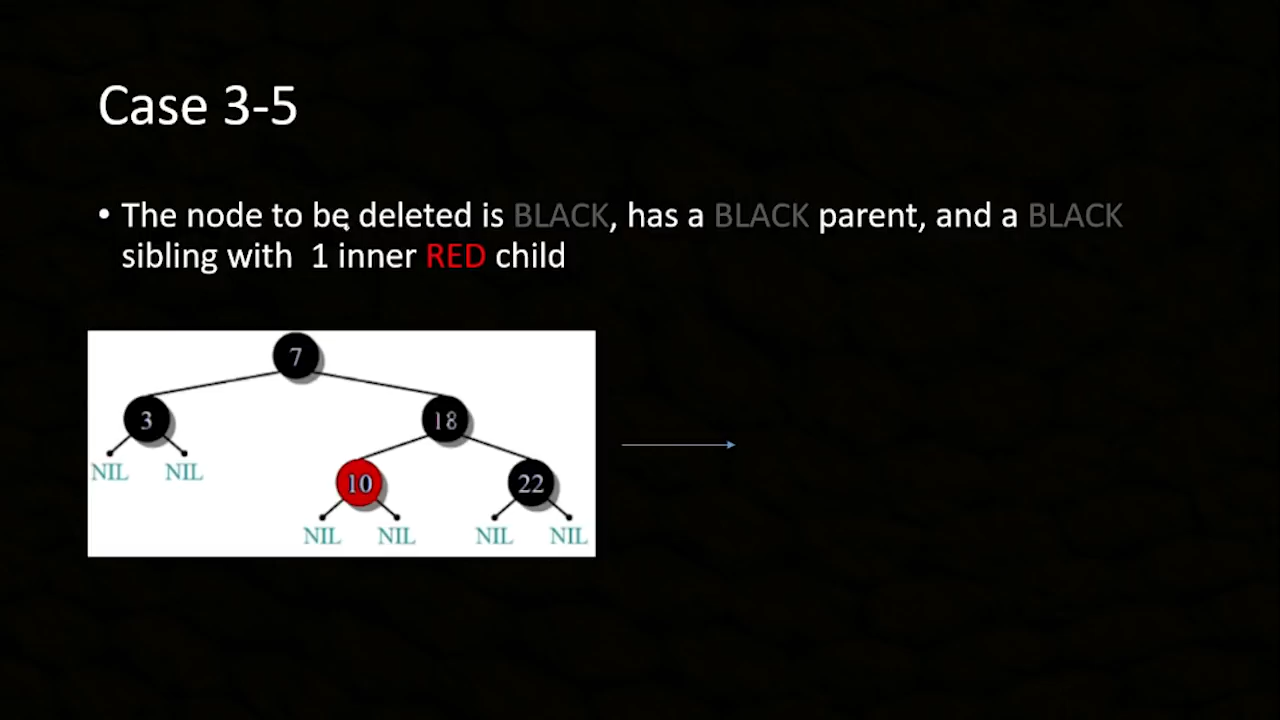 Case 3-5
• The node to be deleted is BLACK, has a BLACK parent, and a BLACK
sibling with 1 inner RED child
7
3 18
NIL NIL
10 22
NIL NIL NIL NIL